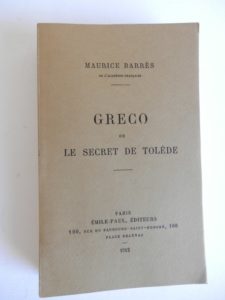 MAURICE BARRÈS
DE L'ACADÉMIE FRANÇAISE
GRECO
OU
LE SECRET DE TOLÈDE
PARIS
ÉMILE-PAUL, ÉDITEURS
100, RUE DU FAUBOURG-SAINT-HONORÉ, 100
PLACE BEAUVAU